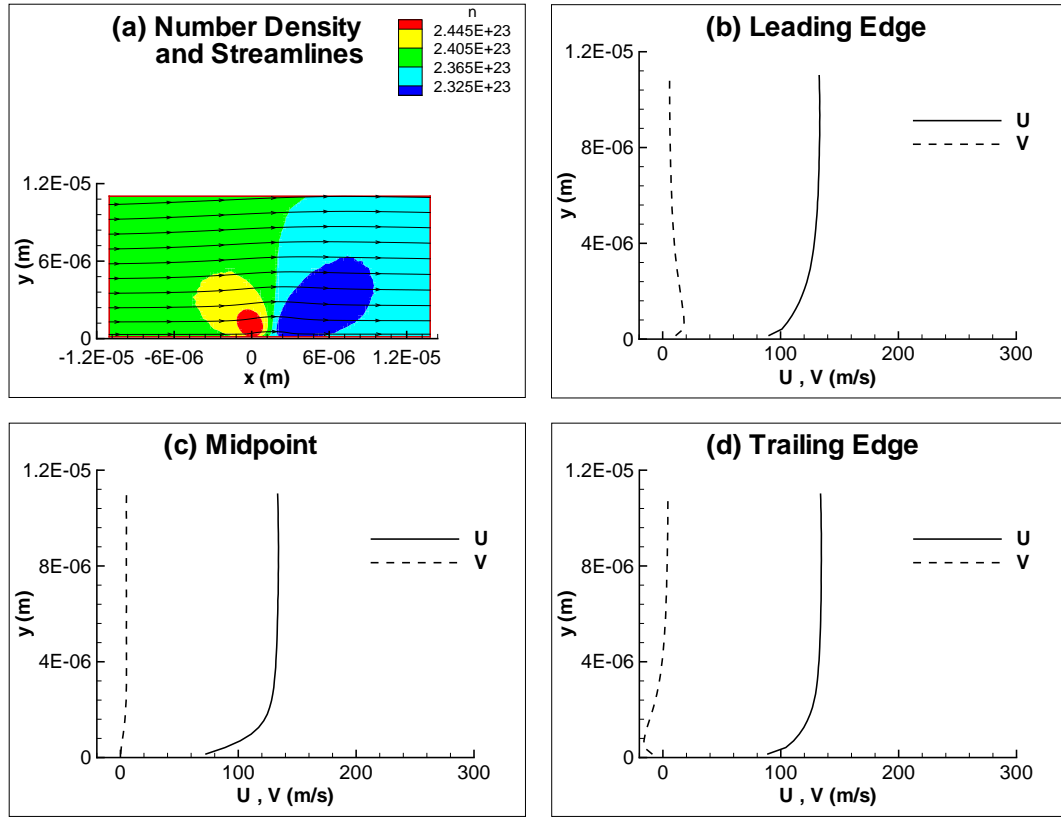 (a) Number Density
and Streamlines
n
2.445E+23
2.405E+23
2.365E+23
2.325E+23
1.2E-05
6E-06
0
y (m)
-1.2E-05 -6E-06 0 6E-06 1.2E-05
x (m)
(b) Leading Edge
1.2E-05
8E-06
4E-06
0
y (m)
U
V
0 100 200 300
U , V (m/s)
(c) Midpoint
1.2E-05
8E-06
4E-06
0
y (m)
U
V
0 100 200 300
U , V (m/s)
(d) Trailing Edge
1.2E-05
8E-06
4E-06
0
y (m)
U
V
0 100 200 300
U , V (m/s)